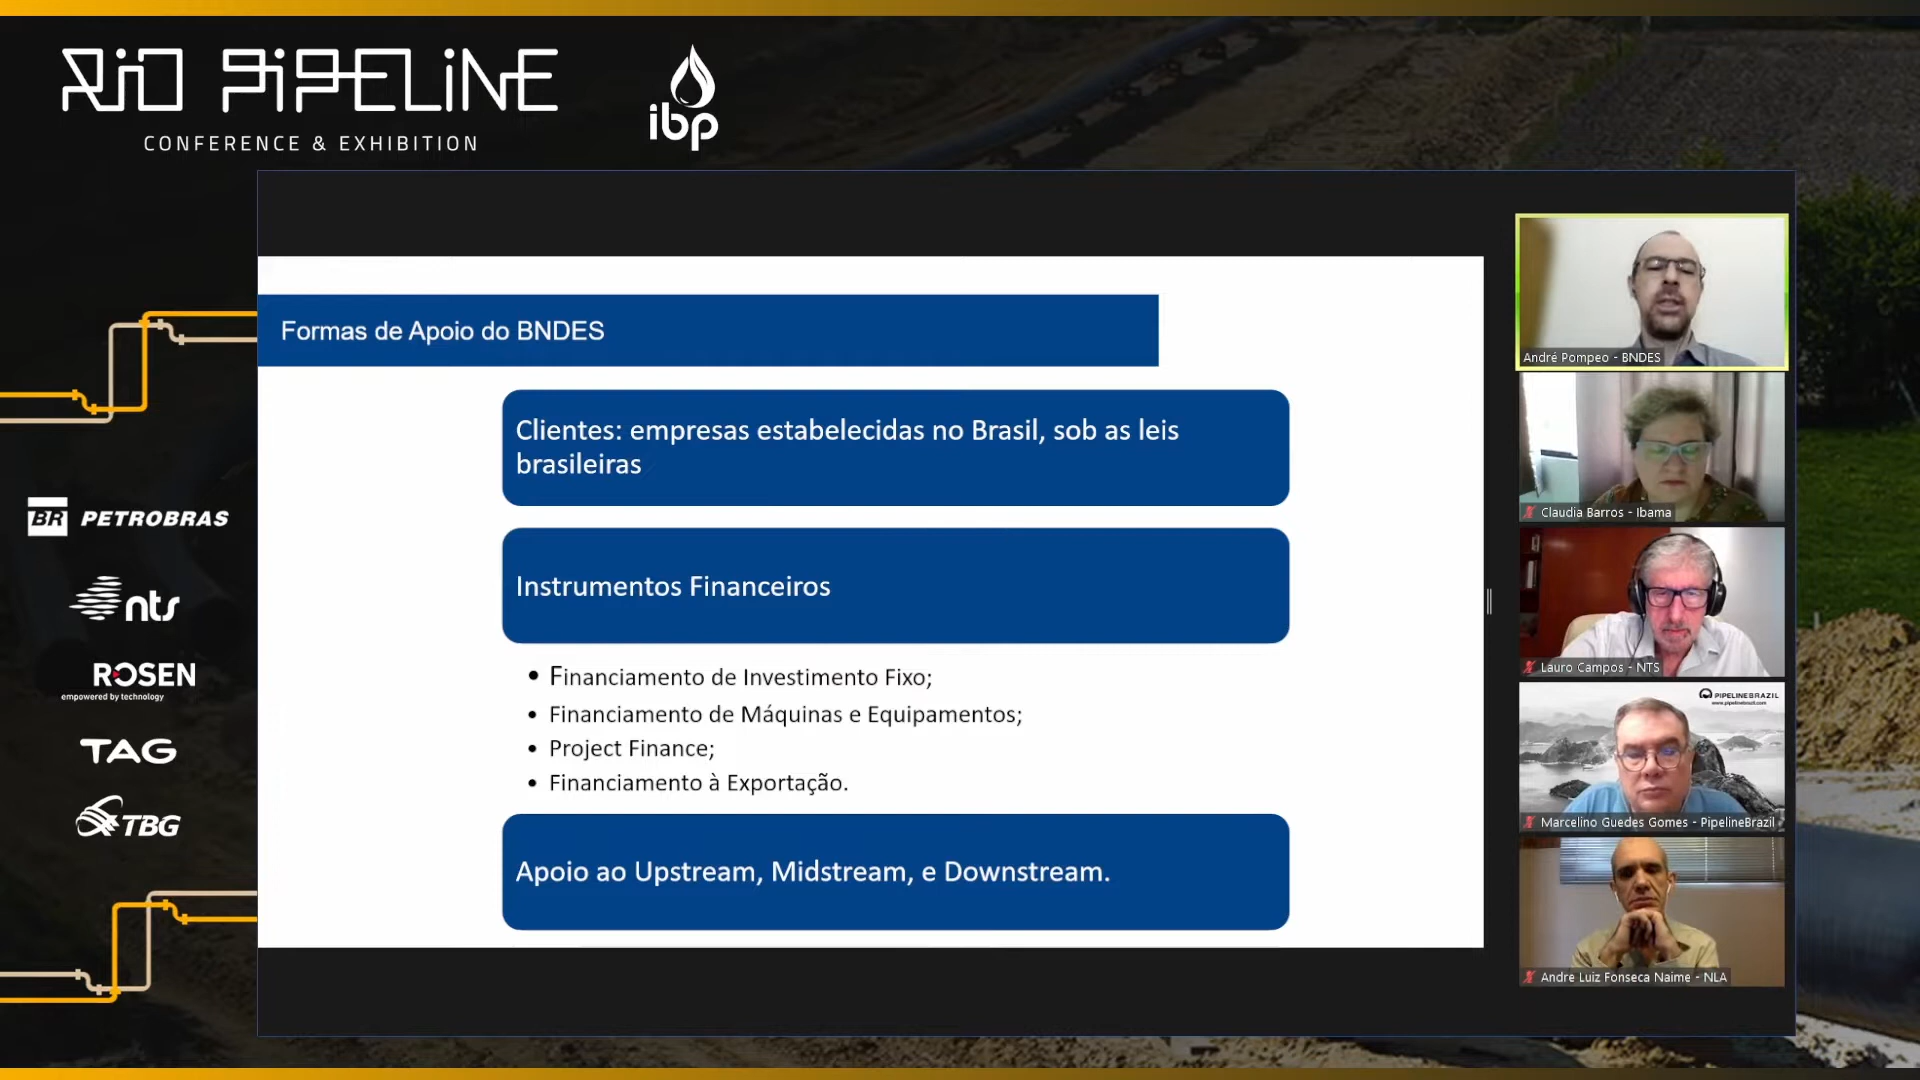 RIO PIPELINE
CONFERENCE & EXHIBITION
ibp
Formas de Apoio do BNDES
Clientes: empresas estabelecidas no Brasil, sob as leis
brasileiras
Instrumentos Financeiros
• Financiamento de Investimento Fixo;
• Financiamento de Máquinas e Equipamentos;
• Project Finance;
• Financiamento à Exportação.
Apoio ao Upstream, Midstream, e Downstream.
BR PETROBRAS
nts
ROSEN
empowered by technology
TAG
TBG
André Pompeo - BNDES
Claudia Barros - Ibama
Lauro Campos - NTS
PIPELINEBRAZIL
www.pipelinebrazil.com
Marcelino Guedes Gomes - PipelineBrazil
Andre Luiz Fonseca Naime - NLA